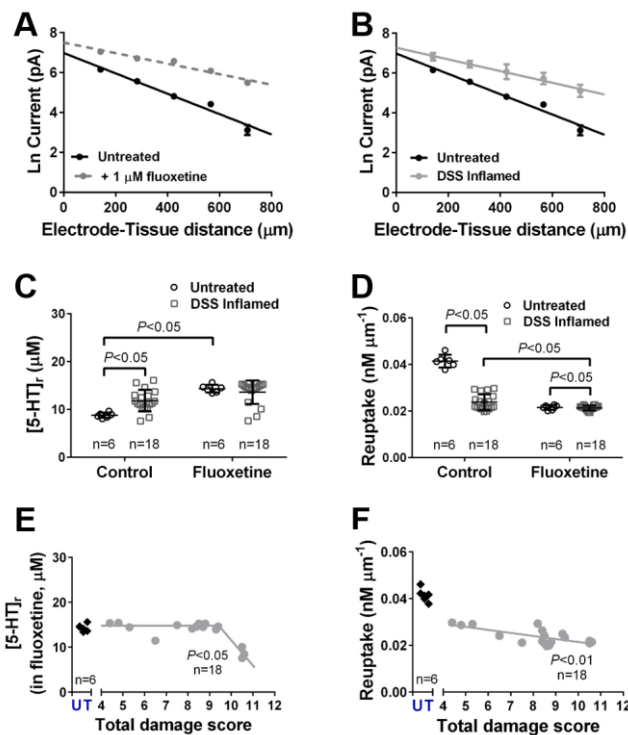 A
B
Ln Current (pA)
8
6
4
2
0
Untreated
+ 1 μM fluoxetine
0 200 400 600 800
Electrode-Tissue distance (μm)
Ln Current (pA)
8
6
4
2
0
Untreated
DSS Inflamed
0 200 400 600 800
Electrode-Tissue distance (μm)
C
Untreated
DSS Inflamed
[5-HT]r (μM)
30
20
10
0
P<0.05
P<0.05
n=6 n=18 n=6 n=18
Control Fluoxetine
D
Untreated
DSS Inflamed
Reuptake (nM μm-1)
0.06
0.04
0.02
0.00
P<0.05
P<0.05
P<0.05
n=6 n=18 n=6 n=18
Control Fluoxetine
E
[5-HT]r
(in fluoxetine, μM)
30
20
10
0
P<0.05
n=18
n=6
UT 4 5 6 7 8 9 10 11 12
Total damage score
F
Reuptake (nM μm-1)
0.06
0.04
0.02
0.00
P<0.01
n=18
n=6
UT 4 5 6 7 8 9 10 11 12
Total damage score